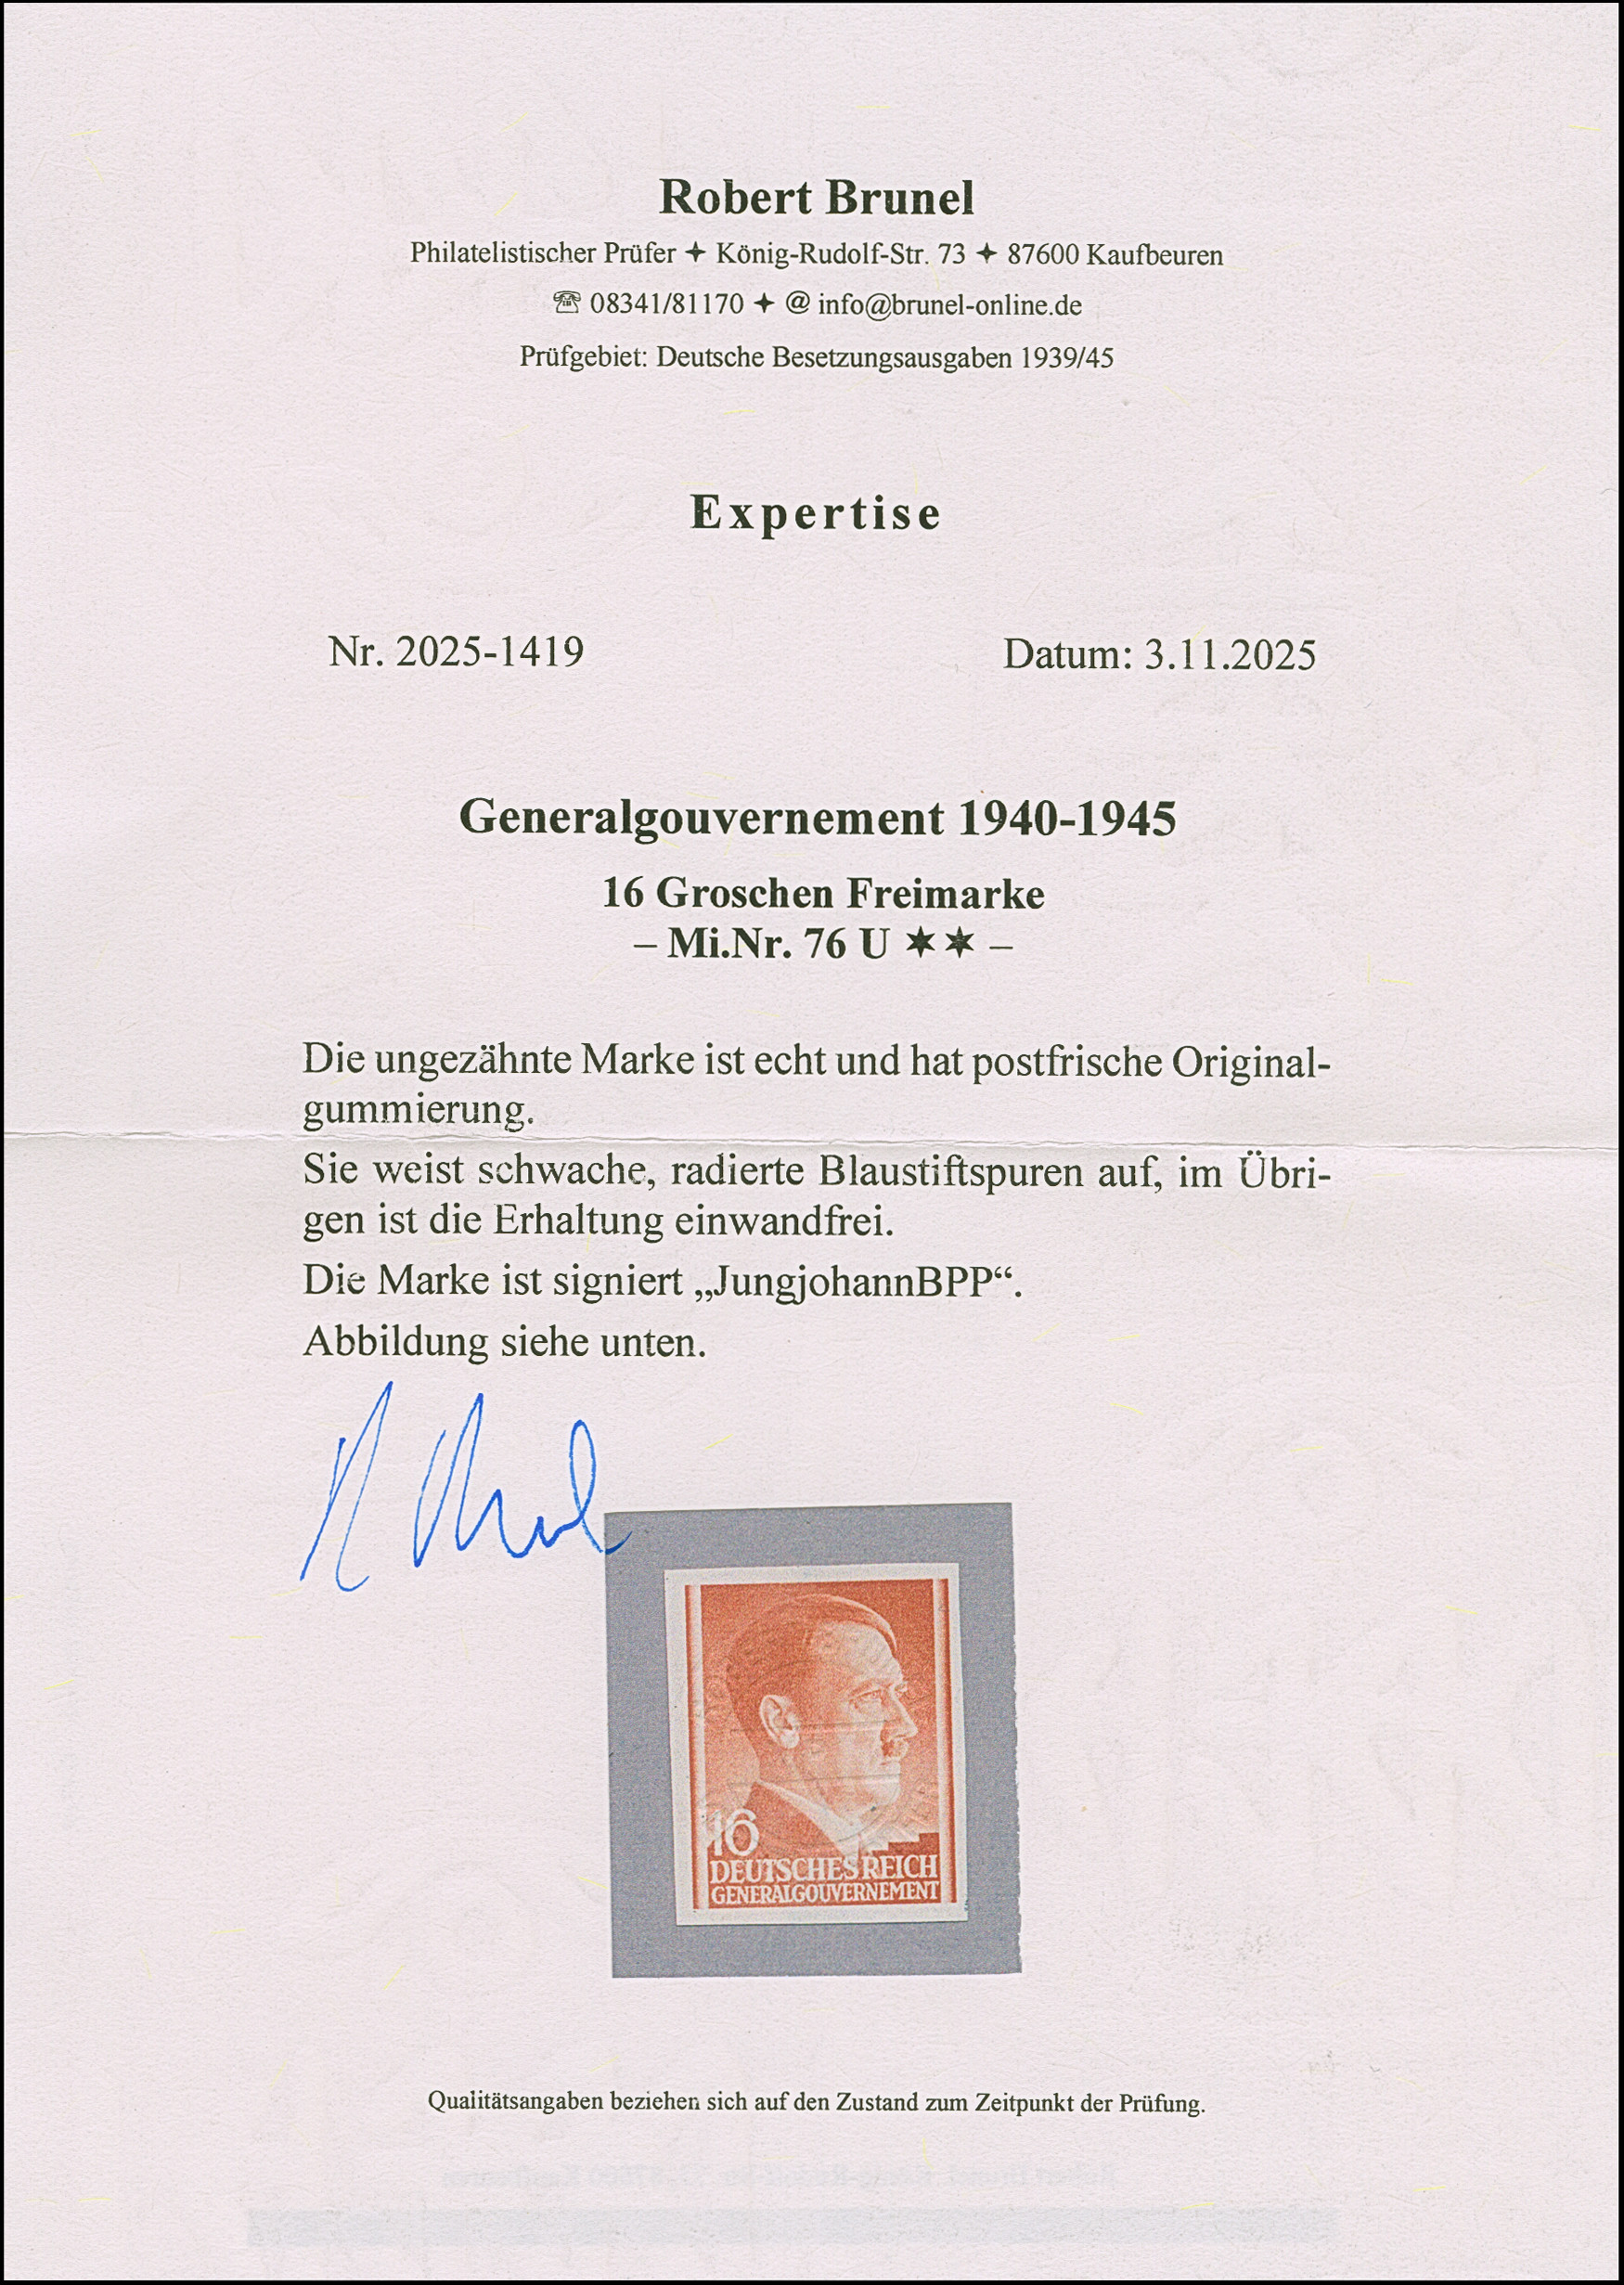 Robert Brunel
Philatelistischer Prüfer ✦ König-Rudolf-Str. 73 ✦ 87600 Kaufbeuren
☏ 08341/81170 ✦ @ info@brunel-online.de
Prüfgebiet: Deutsche Besetzungsausgaben 1939/45
Expertise
Nr. 2025-1419 Datum: 3.11.2025
Generalgouvernement 1940-1945
16 Groschen Freimarke
– Mi.Nr. 76 U ✶✶ –
Die ungezähnte Marke ist echt und hat postfrische Original-
gummierung.
Sie weist schwache, radierte Blaustiftspuren auf, im Übri-
gen ist die Erhaltung einwandfrei.
Die Marke ist signiert „JungjohannBPP“.
Abbildung siehe unten.
16
DEUTSCHES REICH
GENERALGOUVERNEMENT
Qualitätsangaben beziehen sich auf den Zustand zum Zeitpunkt der Prüfung.